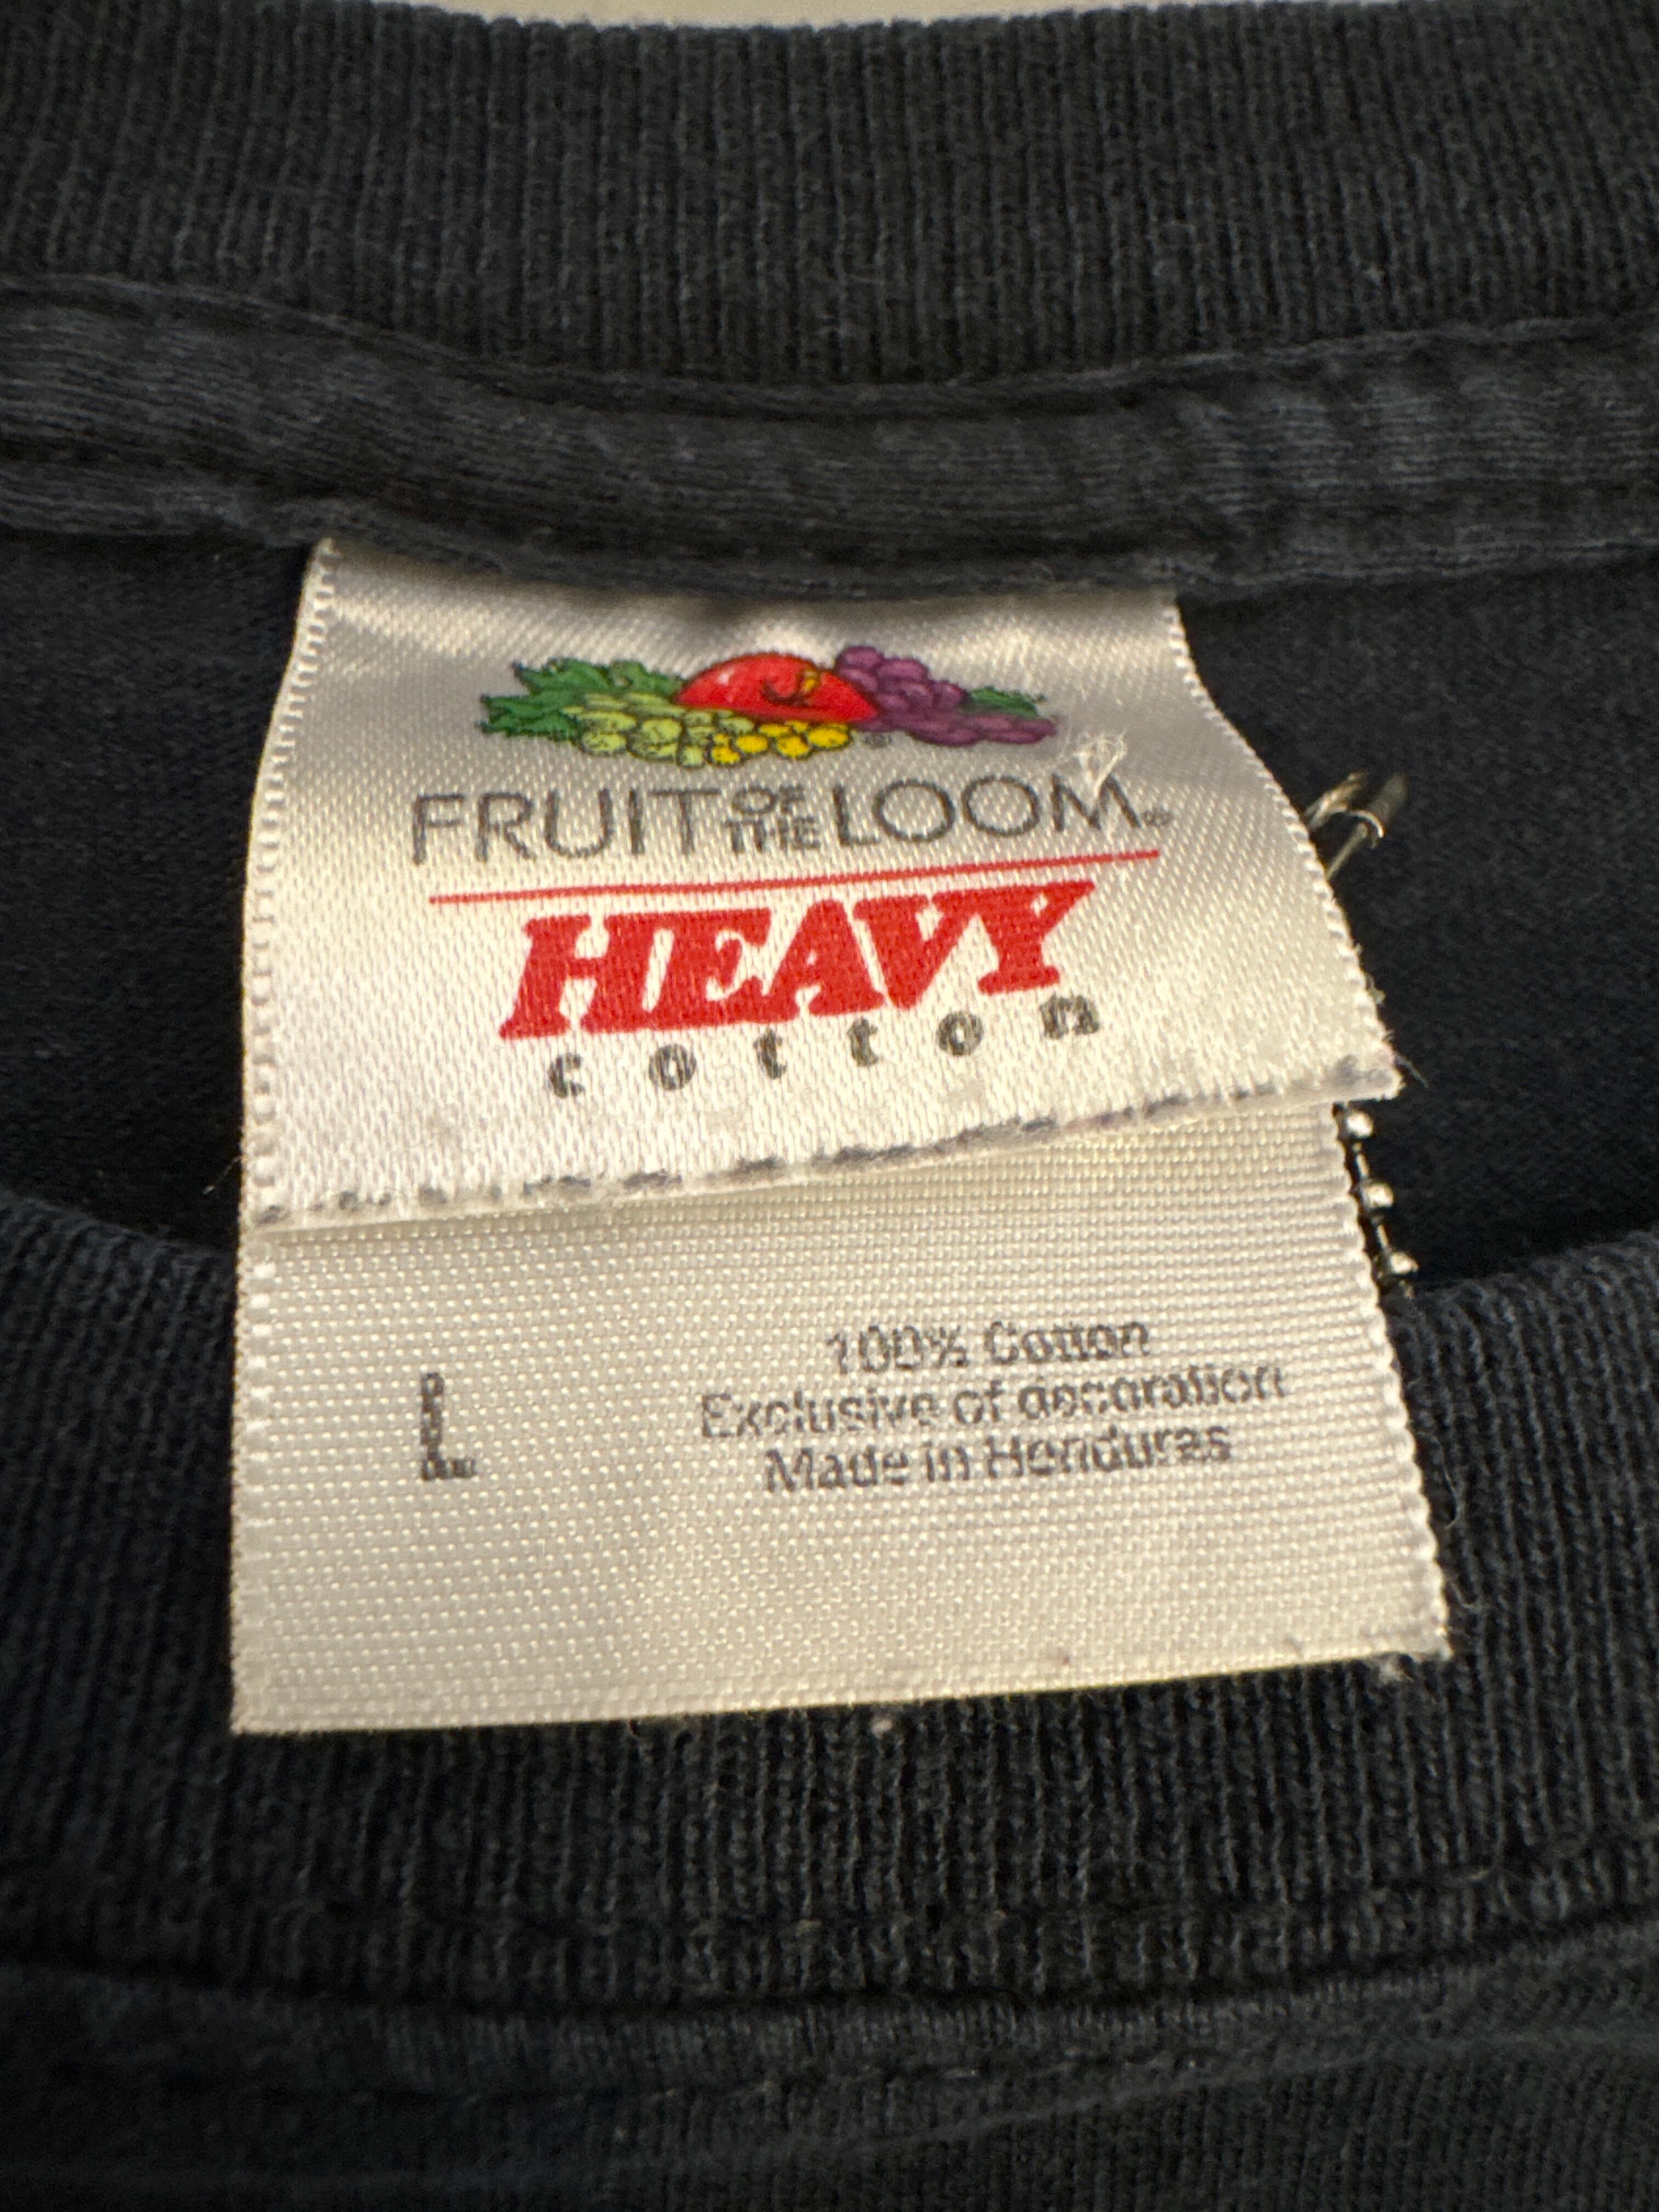 FRUIT OF THE LOOM®
HEAVY
cotton
L
100% Cotton
Exclusive of decoration
Made in Honduras